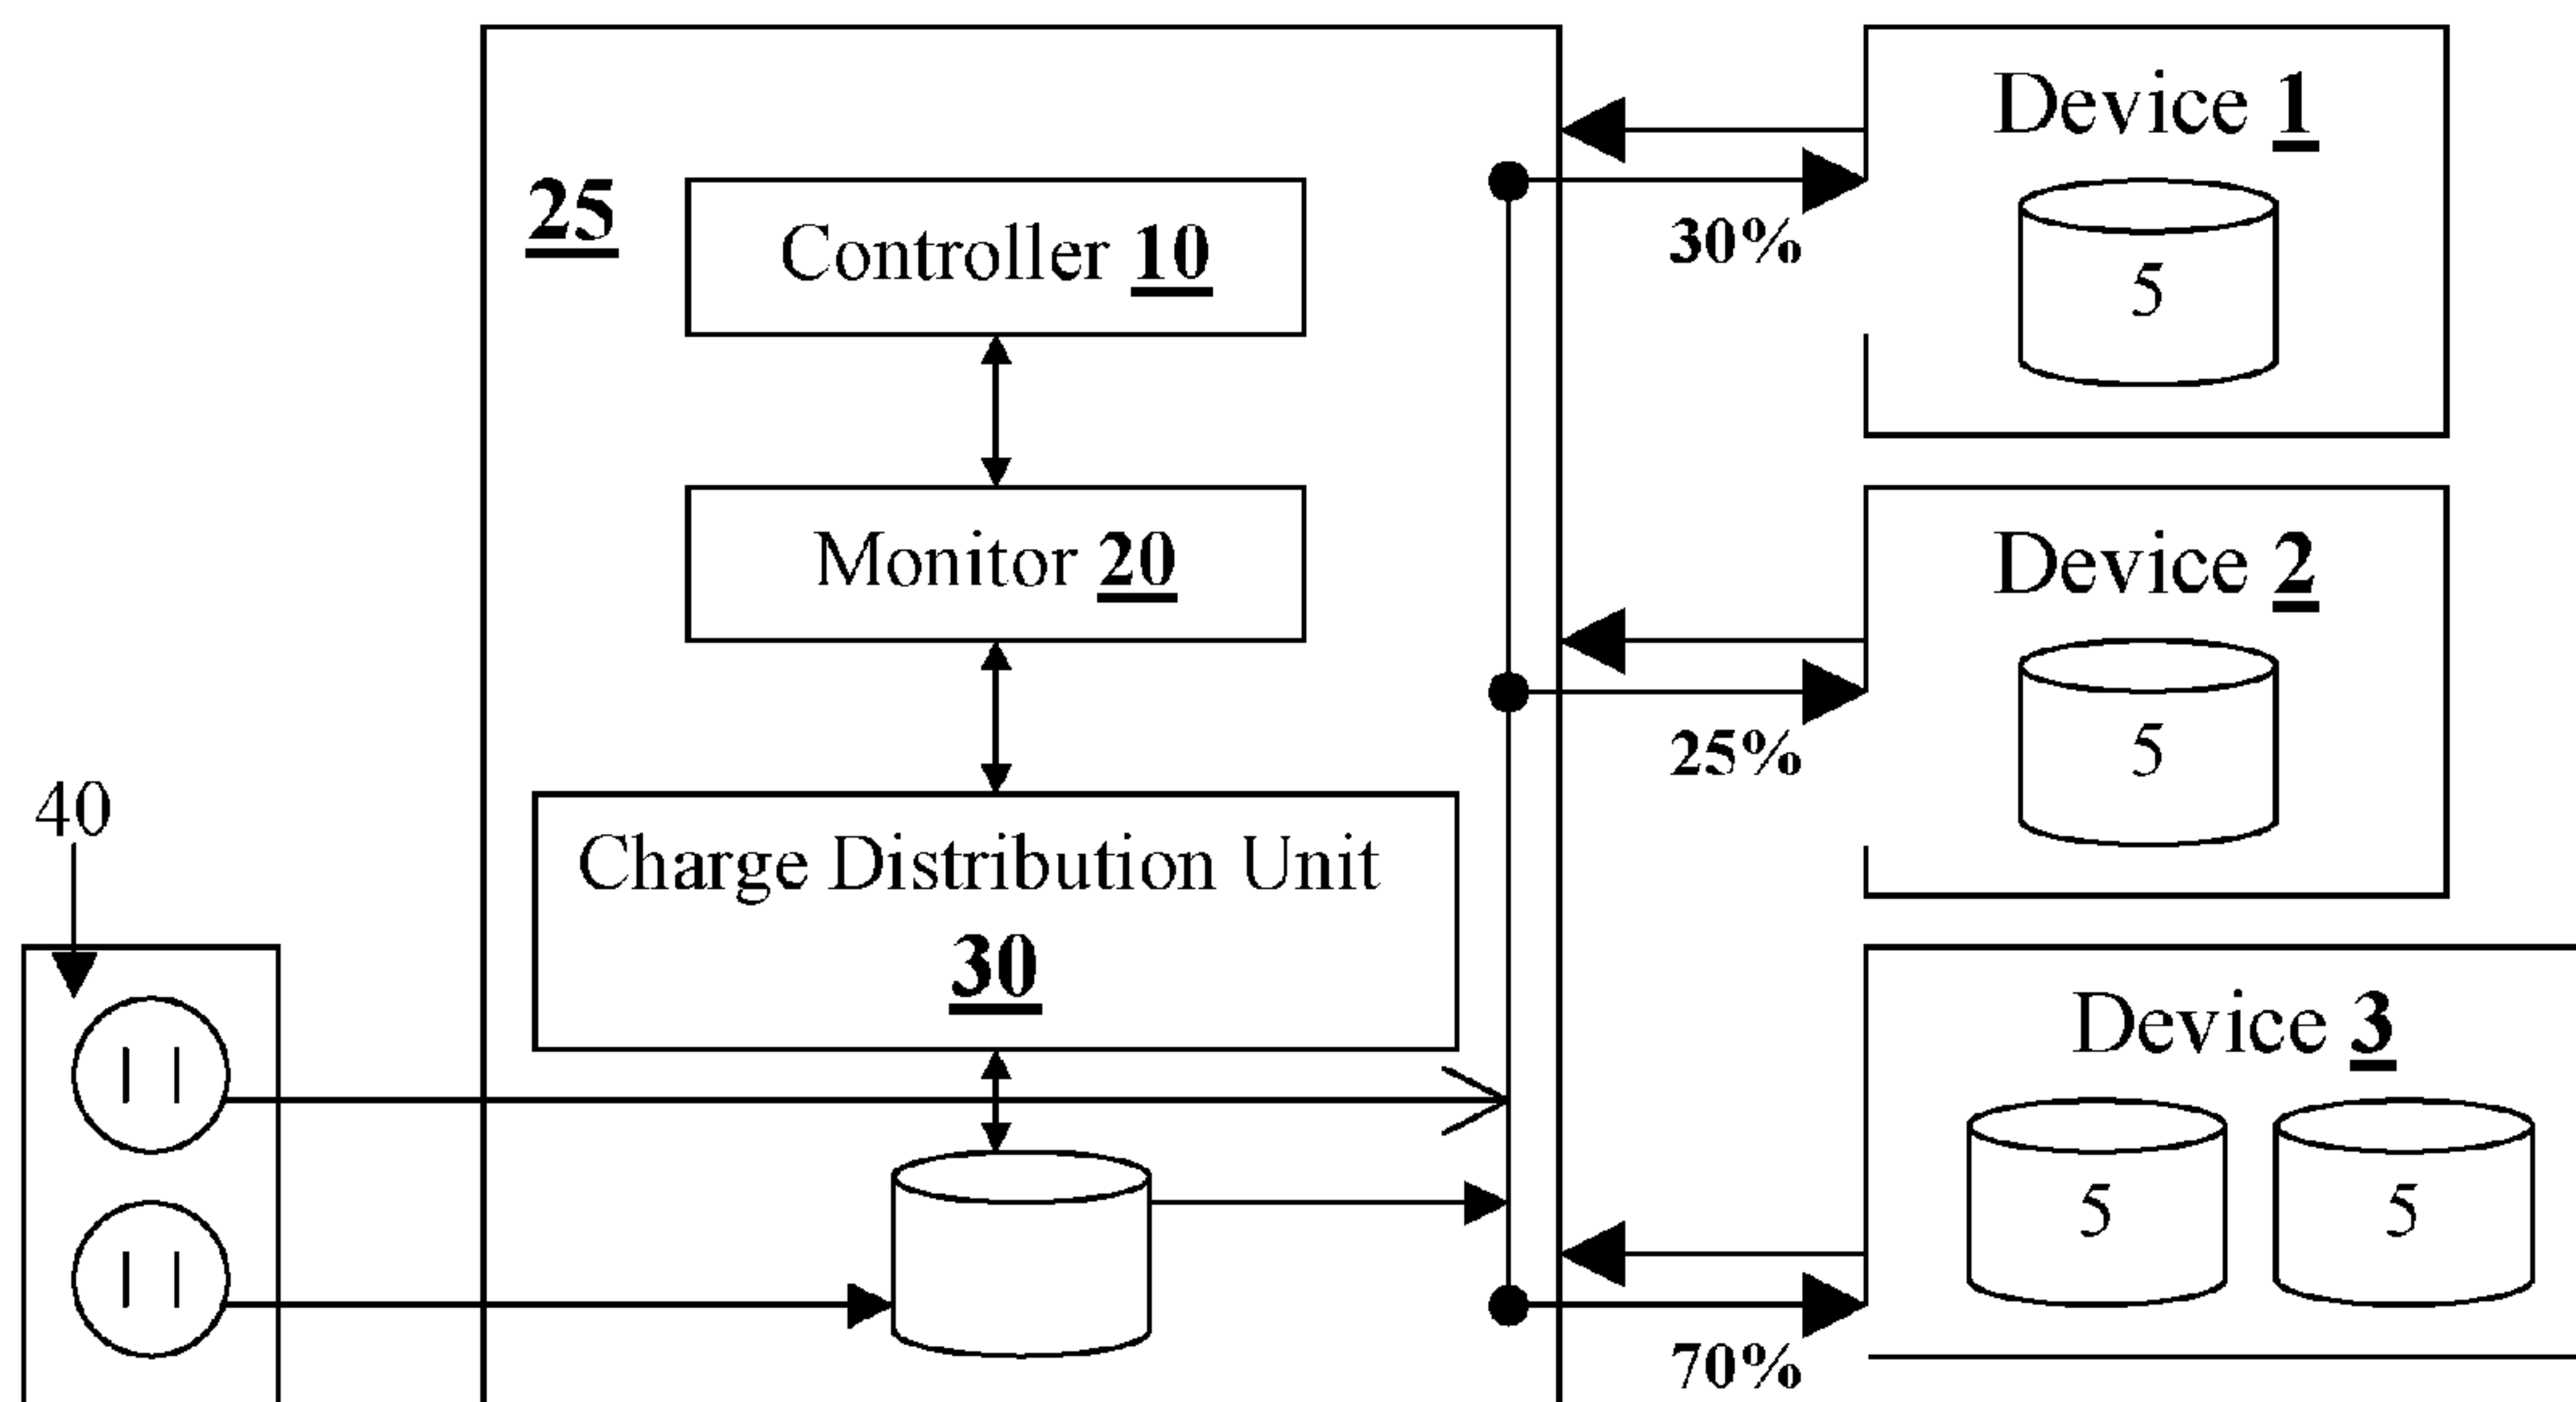 25
Controller 10
Monitor 20
Charge Distribution Unit
30
40
30%
25%
70%
Device 1
5
Device 2
5
Device 3
5 5